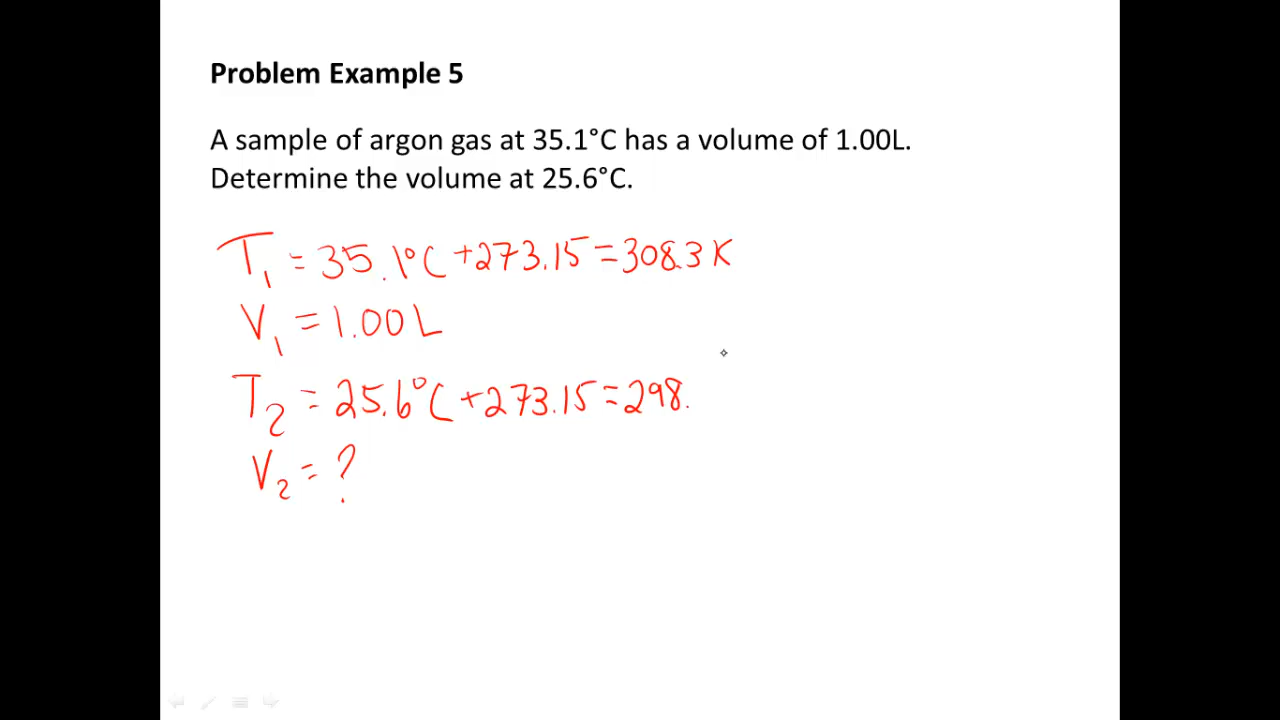 Problem Example 5
A sample of argon gas at 35.1°C has a volume of 1.00L.
Determine the volume at 25.6°C.
T₁ = 35.1°C +273.15 = 308.3 K
V₁ = 1.00 L
T₂ = 25.6°C +273.15 = 298.
V₂ = ?